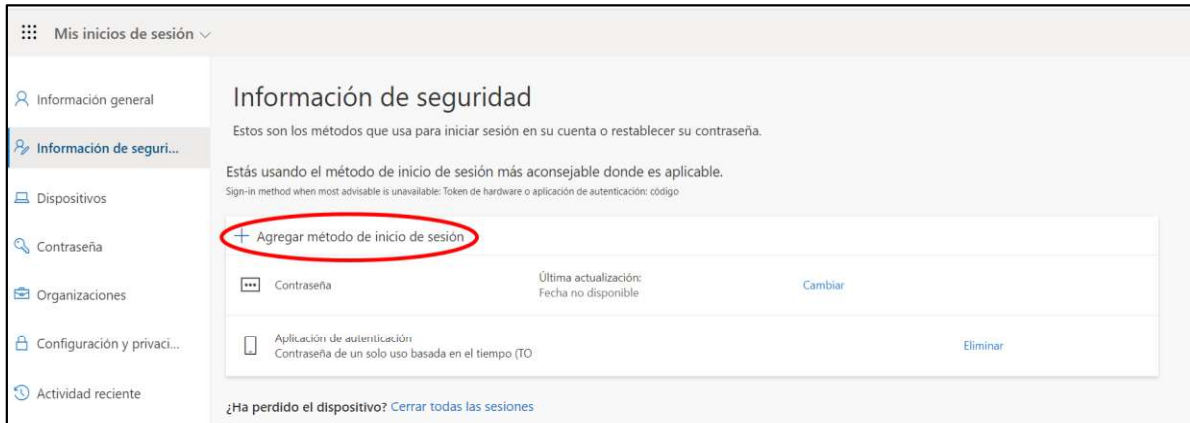 Mis inicios de sesión
Información general
Información de seguri...
Dispositivos
Contraseña
Organizaciones
Configuración y privaci...
Actividad reciente
Información de seguridad
Estos son los métodos que usa para iniciar sesión en su cuenta o restablecer su contraseña.
Estás usando el método de inicio de sesión más aconsejable donde es aplicable.
Sign-in method when most advisable is unavailable: Token de hardware o aplicación de autenticación: código
+ Agregar método de inicio de sesión
Contraseña
Última actualización:
Fecha no disponible
Cambiar
Aplicación de autenticación
Contraseña de un solo uso basada en el tiempo (TO
Eliminar
¿Ha perdido el dispositivo? Cerrar todas las sesiones